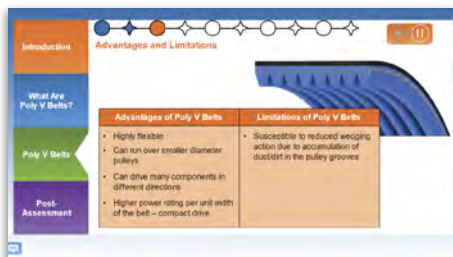 Introduction
Advantages and Limitations
What Are
Poly V Belts?
Poly V Belts
Post-
Assessment
Advantages of Poly V Belts
Limitations of Poly V Belts
• Highly flexible
• Can run over smaller diameter
pulleys
• Can drive many components in
different directions
• Higher power rating per unit width
of the belt – compact drive
• Susceptible to reduced wedging
action due to accumulation of
dust/dirt in the pulley grooves